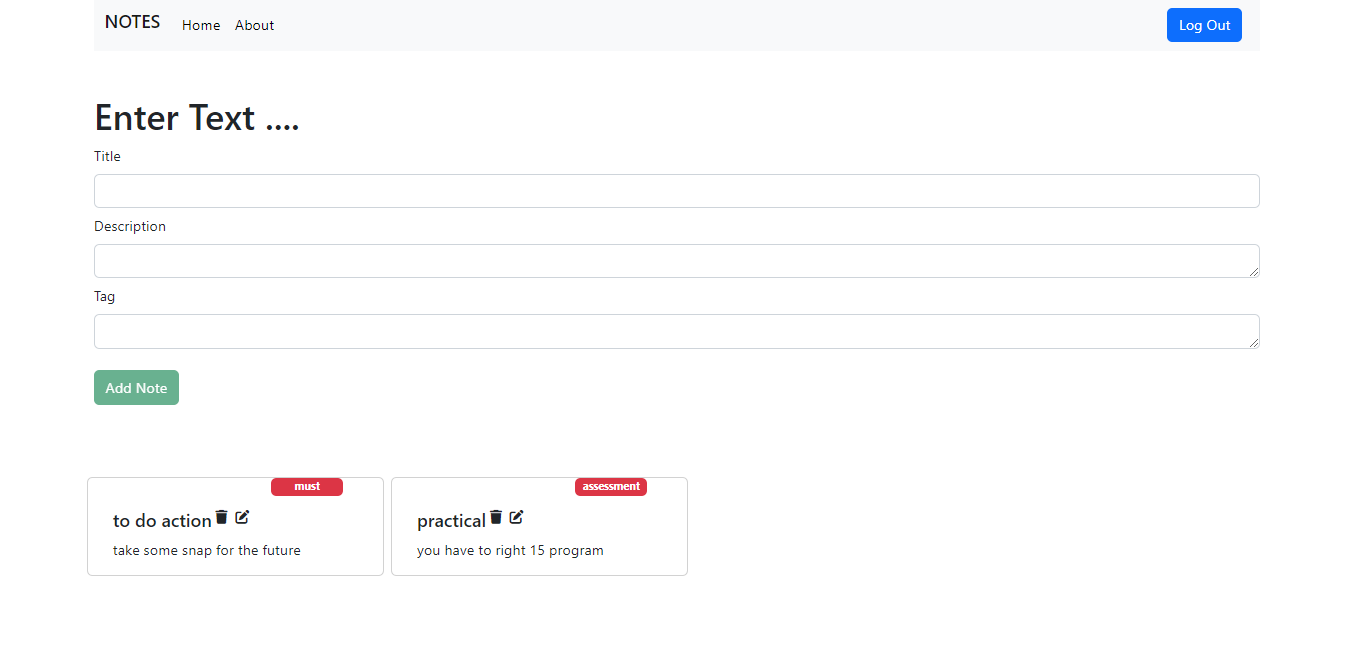 NOTES Home About Log Out
Enter Text ....
Title
Description
Tag
Add Note
must
to do action
take some snap for the future
assessment
practical
you have to right 15 program